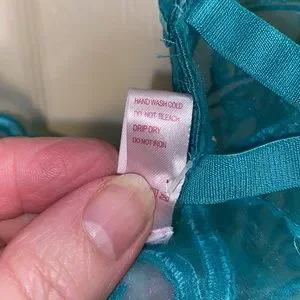 HAND WASH COLD
DO NOT BLEACH
DRIP DRY
DO NOT IRON